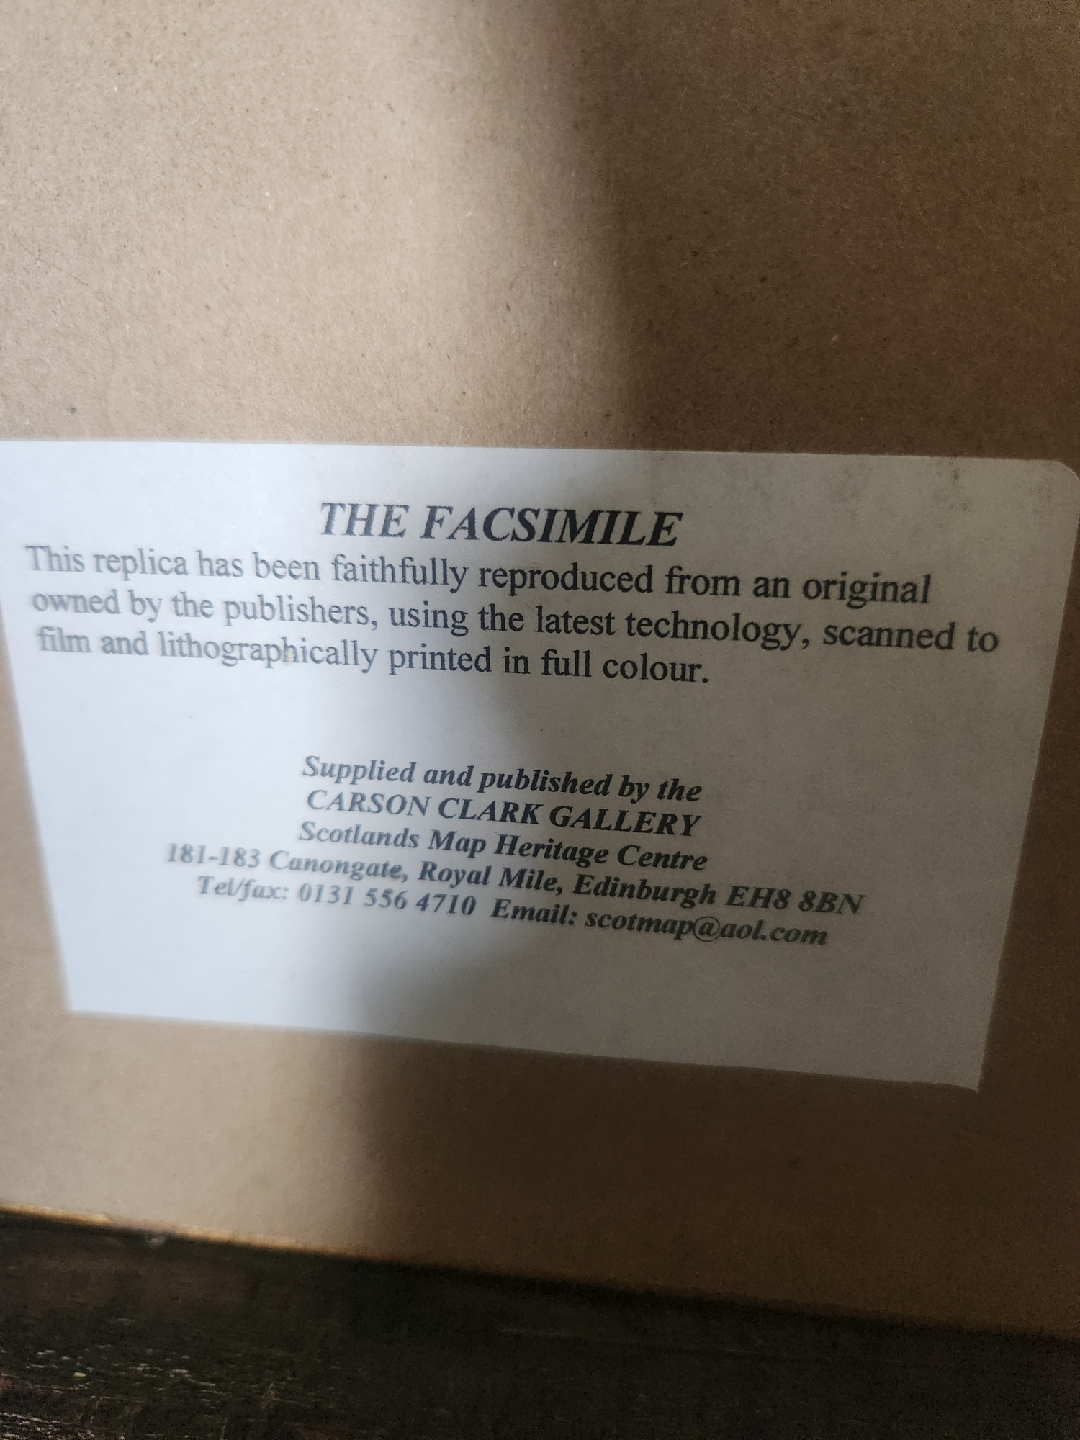 THE FACSIMILE
This replica has been faithfully reproduced from an original
owned by the publishers, using the latest technology, scanned to
film and lithographically printed in full colour.
Supplied and published by the
CARSON CLARK GALLERY
Scotlands Map Heritage Centre
181-183 Canongate, Royal Mile, Edinburgh EH8 8BN
Tel/fax: 0131 556 4710 Email: scotmap@aol.com